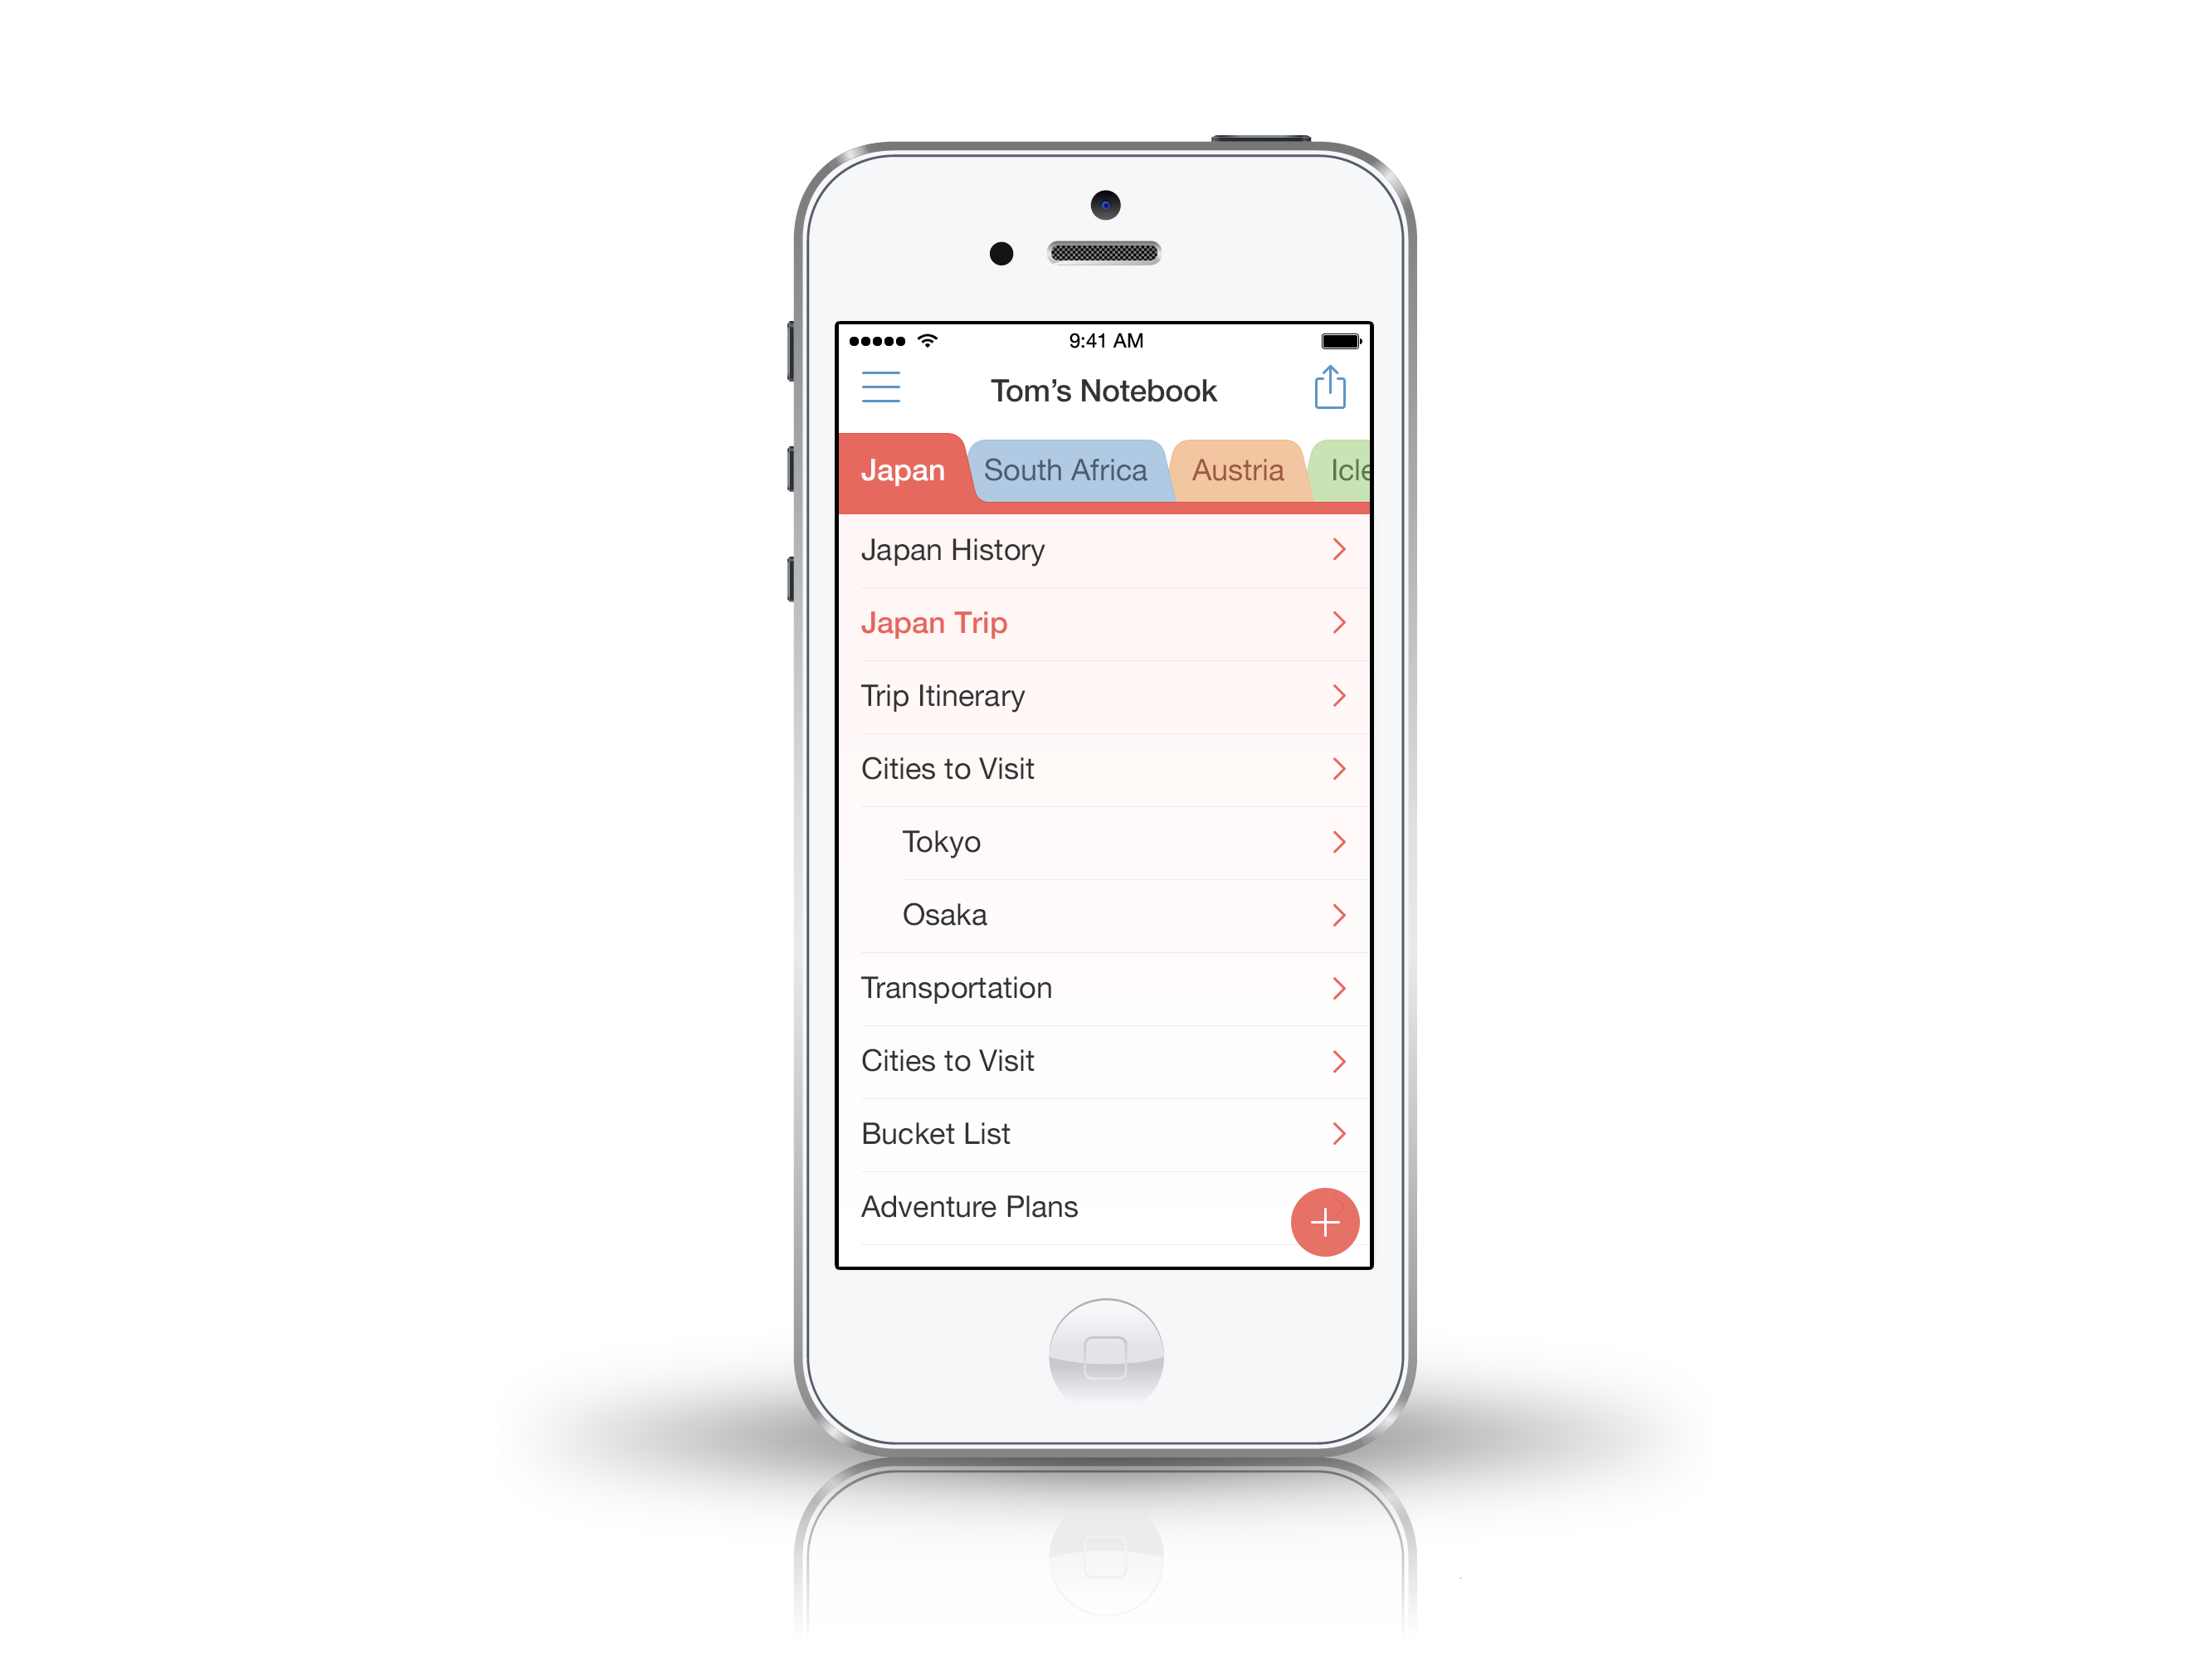 9:41 AM
Tom's Notebook
Japan South Africa Austria Icle
Japan History
Japan Trip
Trip Itinerary
Cities to Visit
Tokyo
Osaka
Transportation
Cities to Visit
Bucket List
Adventure Plans